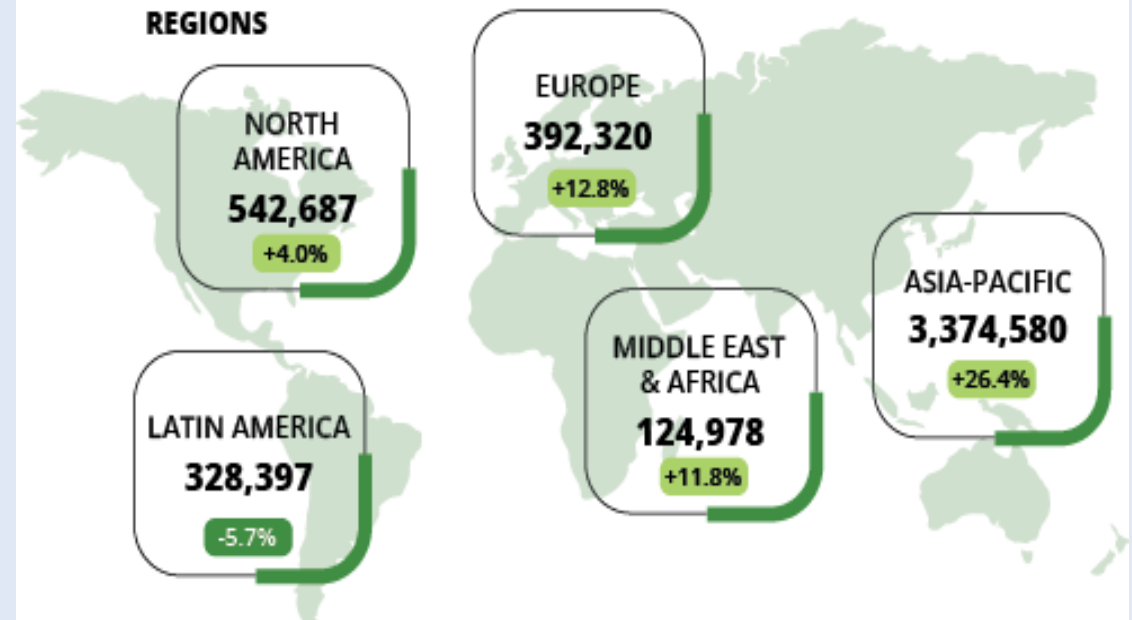 REGIONS
NORTH
AMERICA
542,687
+4.0%
EUROPE
392,320
+12.8%
ASIA-PACIFIC
3,374,580
+26.4%
MIDDLE EAST
& AFRICA
124,978
+11.8%
LATIN AMERICA
328,397
-5.7%